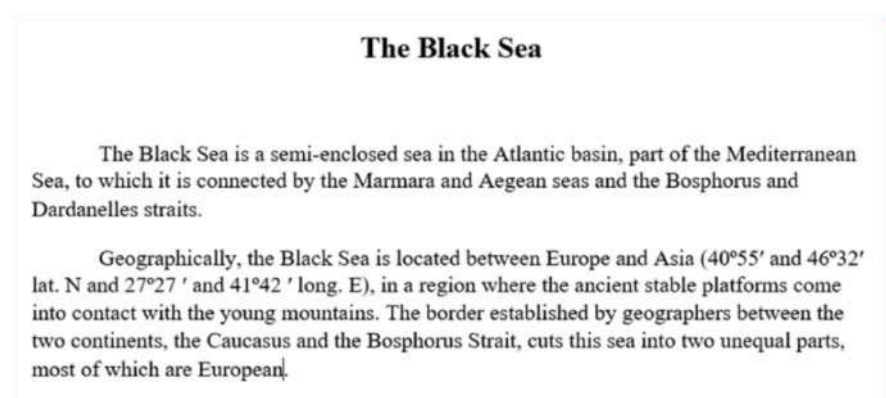 The Black Sea
The Black Sea is a semi-enclosed sea in the Atlantic basin, part of the Mediterranean
Sea, to which it is connected by the Marmara and Aegean seas and the Bosphorus and
Dardanelles straits.
Geographically, the Black Sea is located between Europe and Asia (40º55′ and 46º32′
lat. N and 27º27 ′ and 41º42 ′ long. E), in a region where the ancient stable platforms come
into contact with the young mountains. The border established by geographers between the
two continents, the Caucasus and the Bosphorus Strait, cuts this sea into two unequal parts,
most of which are European.